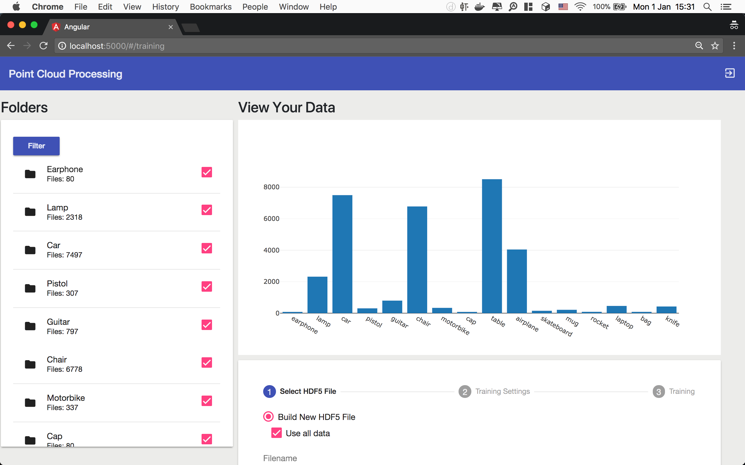 Chrome File Edit View History Bookmarks People Window Help 100% Mon 1 Jan 15:31
Angular
localhost:5000/#/training
Point Cloud Processing
Folders
View Your Data
Filter
Earphone
Files: 80
Lamp
Files: 2318
Car
Files: 7497
Pistol
Files: 307
Guitar
Files: 797
Chair
Files: 6778
Motorbike
Files: 337
Cap
Files: 80
8000
6000
4000
2000
0
earphone lamp car pistol guitar chair motorbike cap table airplane skateboard mug rocket laptop bag knife
1 Select HDF5 File 2 Training Settings 3 Training
Build New HDF5 File
Use all data
Filename